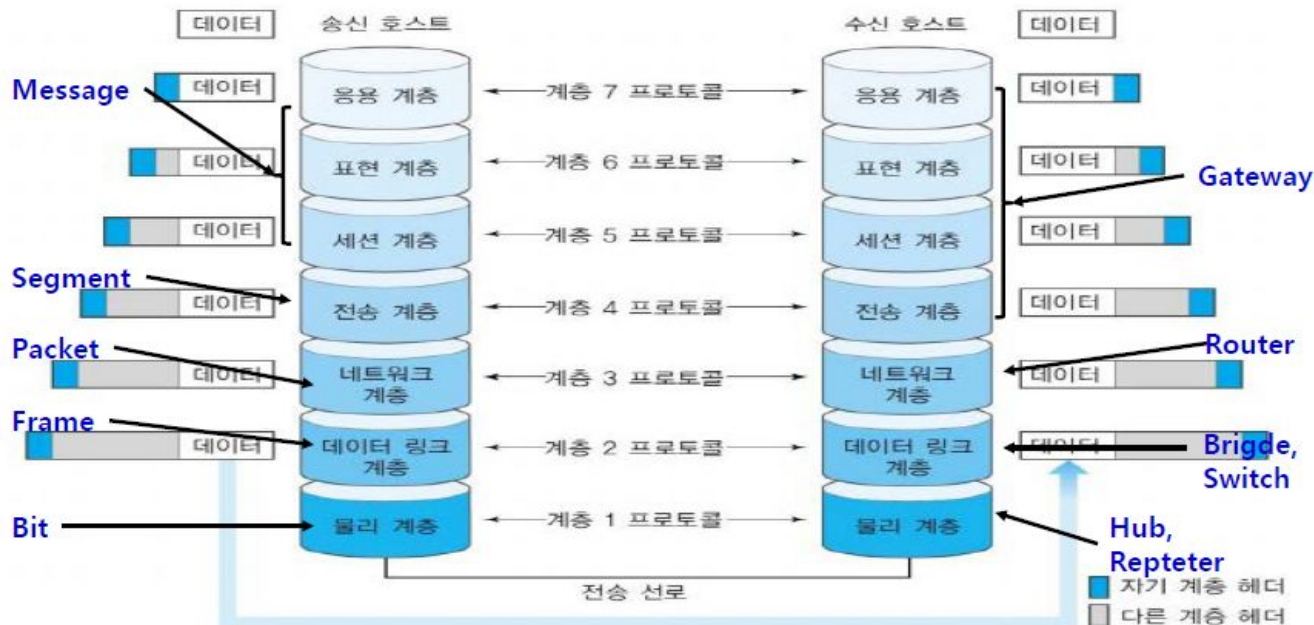 데이터 송신 호스트 수신 호스트 데이터
Message 데이터 응용 계층 계층 7 프로토콜 응용 계층 데이터
데이터 표현 계층 계층 6 프로토콜 표현 계층 데이터
Gateway
데이터 세션 계층 계층 5 프로토콜 세션 계층 데이터
Segment
데이터 전송 계층 계층 4 프로토콜 전송 계층 데이터
Packet Router
데이터 네트워크 계층 3 프로토콜 네트워크 데이터
계층 계층
Frame
데이터 데이터 링크 계층 2 프로토콜 데이터 링크 데이터 Brigde,
계층 계층 Switch
Bit 물리 계층 계층 1 프로토콜 물리 계층 Hub,
Repteter
전송 선로 자기 계층 헤더
다른 계층 헤더